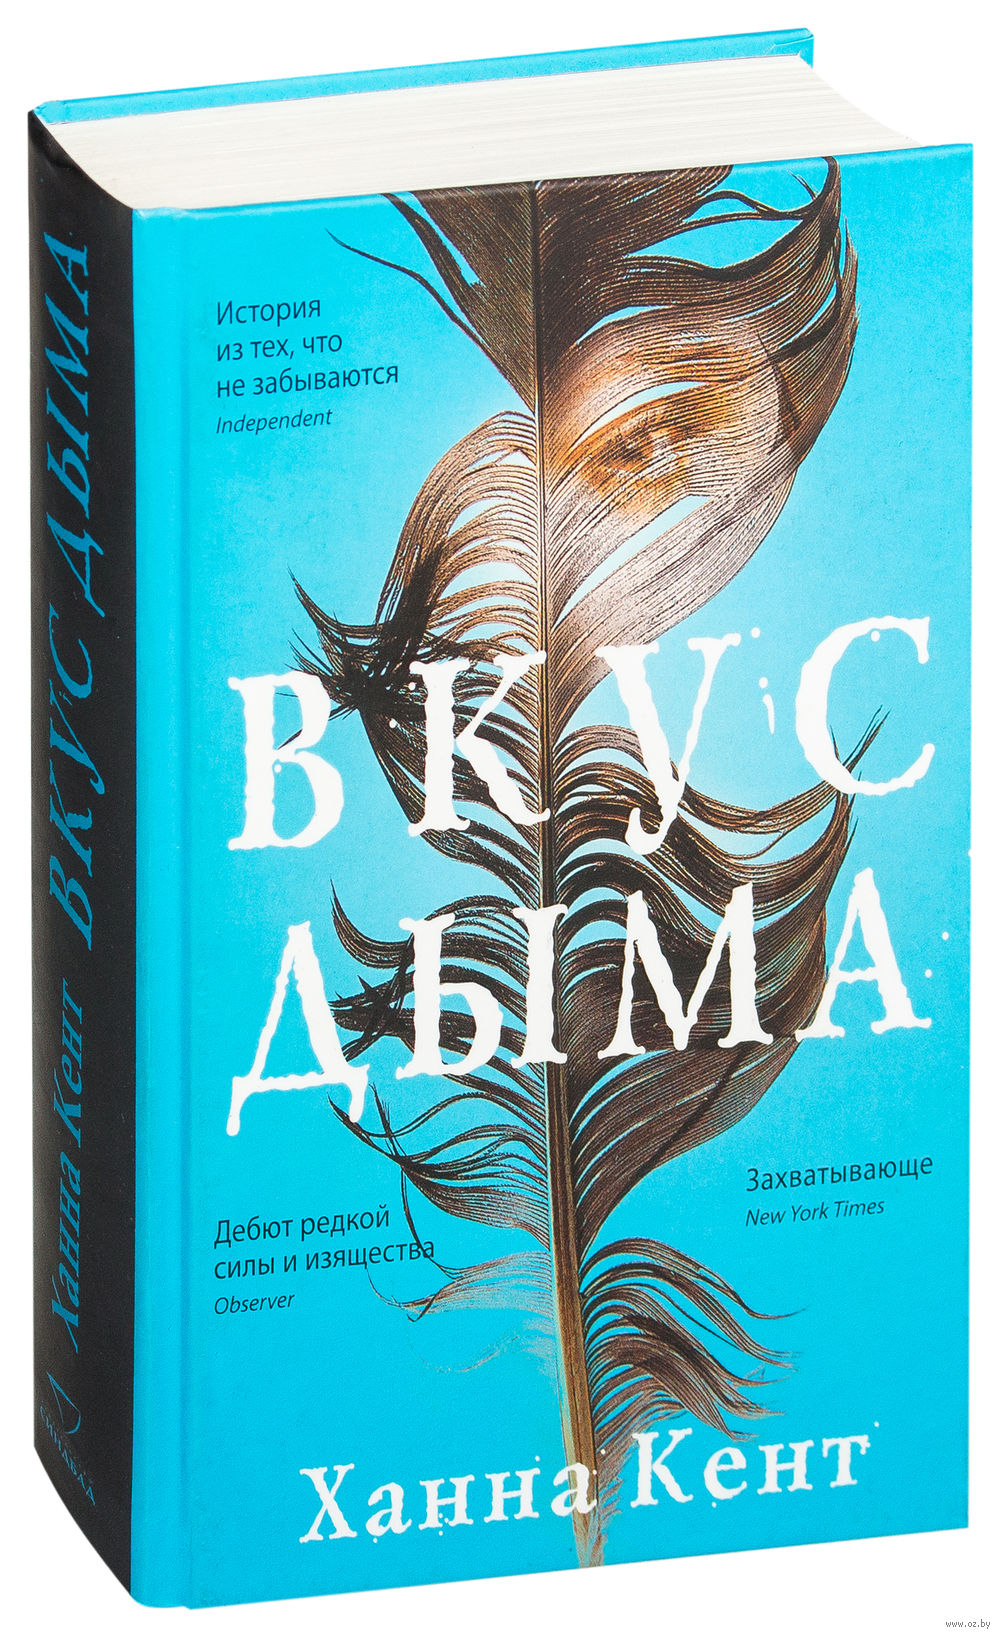 История
из тех, что
не забываются
Independent
ВКУС
ДЫМА
Захватывающе
New York Times
Дебют редкой
силы и изящества
Observer
Ханна Кент
Ханна Кент ВКУС ДЫМА
СИНДБАД
www.oz.by